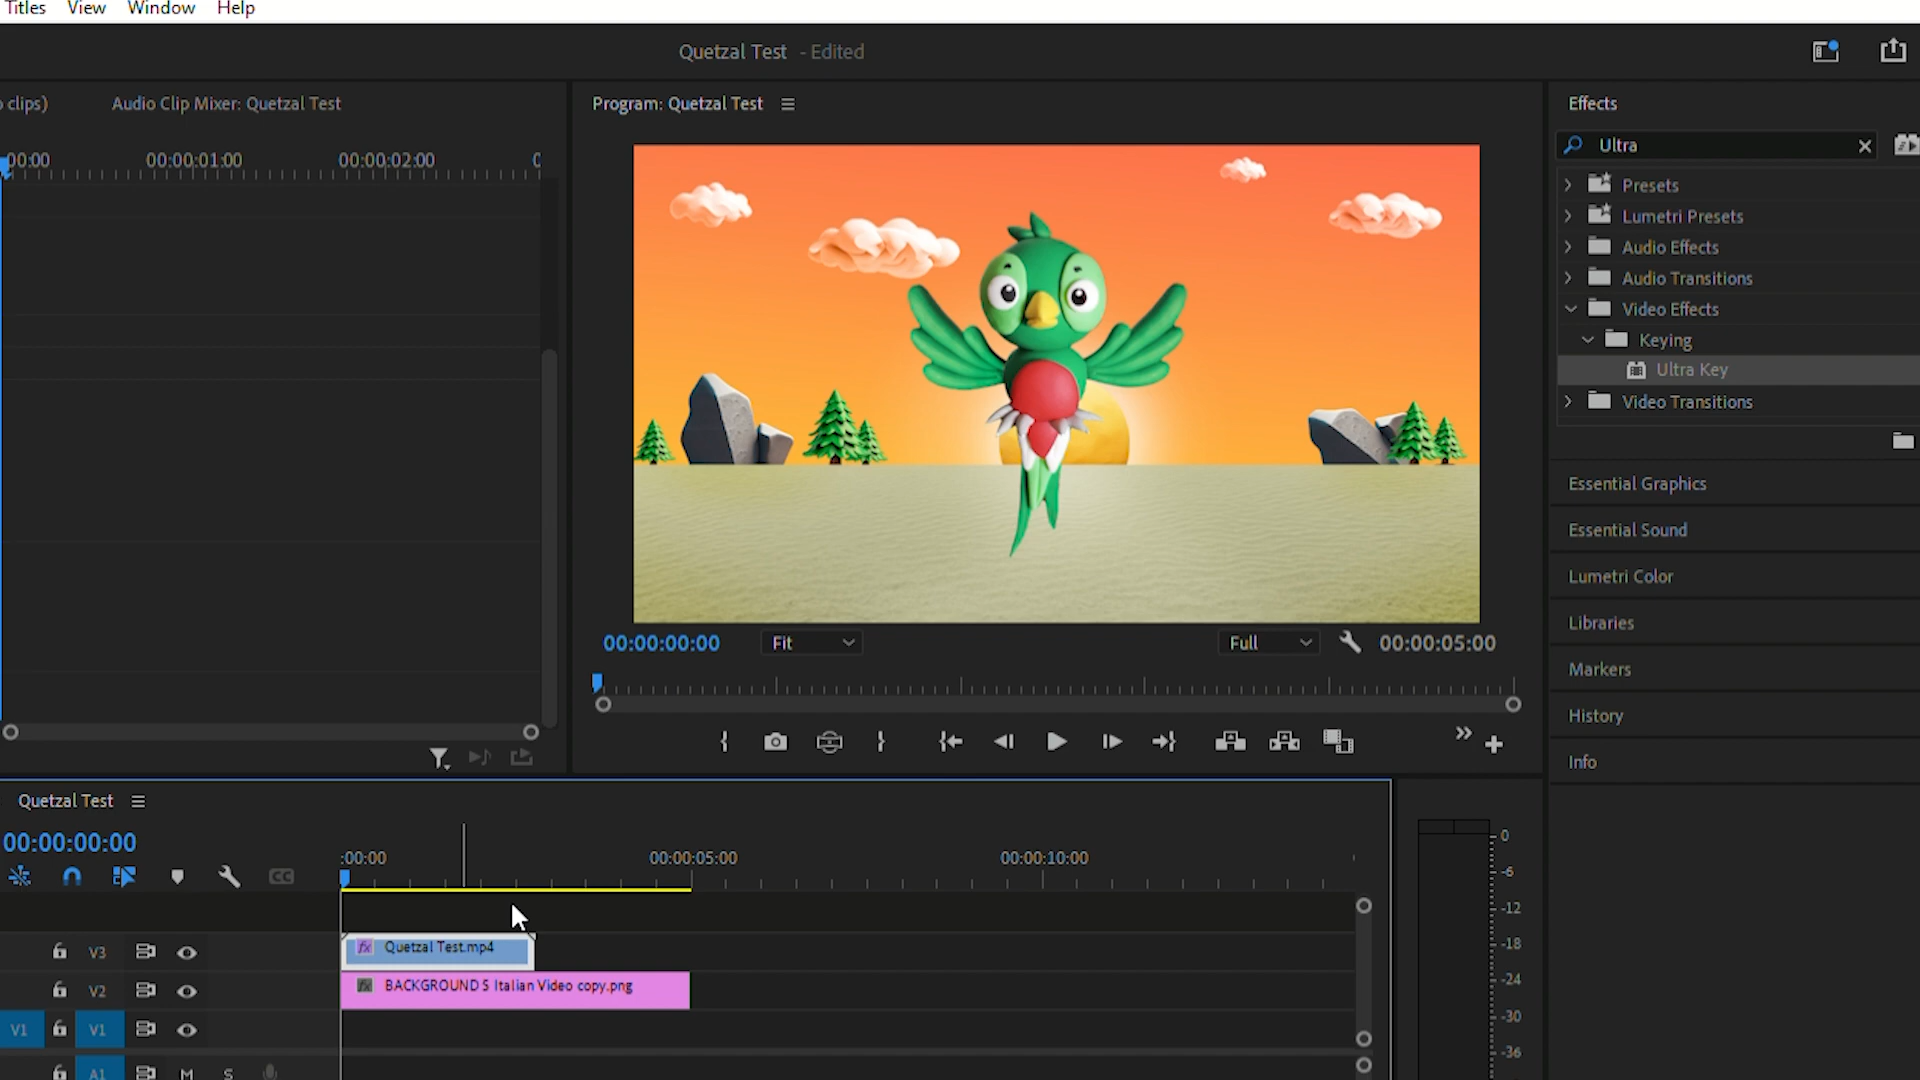 Titles View Window Help
Quetzal Test - Edited
clips) Audio Clip Mixer: Quetzal Test
Program: Quetzal Test
Effects
Ultra
00:00 00:00:01:00 00:00:02:00 0
Presets
Lumetri Presets
Audio Effects
Audio Transitions
Video Effects
Keying
Ultra Key
Video Transitions
Essential Graphics
Essential Sound
Lumetri Color
Libraries
Markers
History
Info
00:00:00:00 Fit Full 00:00:05:00
Quetzal Test
00:00:00:00
CC
:00:00 00:00:05:00 00:00:10:00
V3 fx Quetzal Test.mp4
V2 fx BACKGROUND S Italian Video copy.png
V1 V1
A1 M S
0
-6
-12
-18
-24
-30
-36